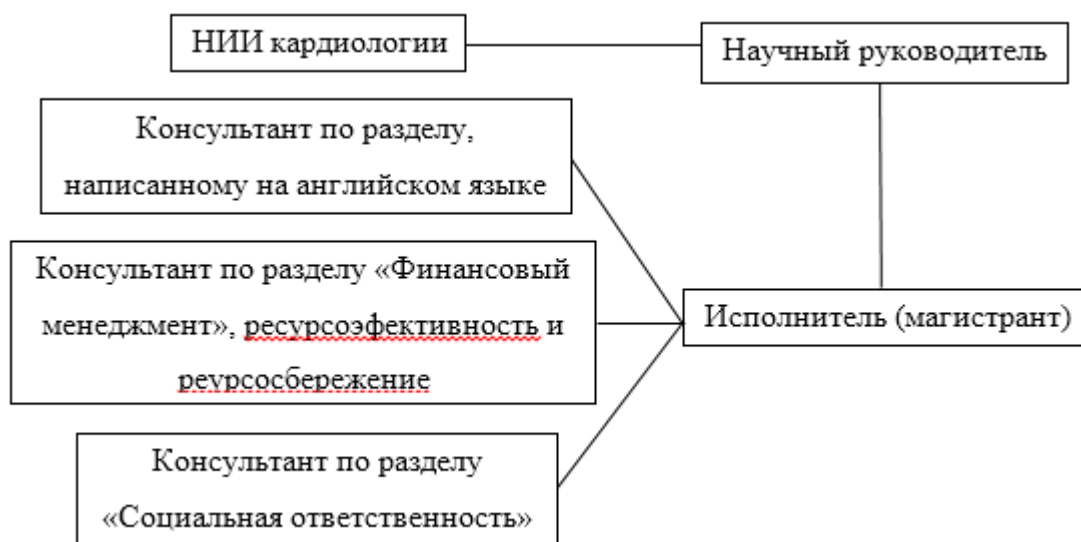 НИИ кардиологии
Научный руководитель
Консультант по разделу,
написанному на английском языке
Консультант по разделу «Финансовый
менеджмент», ресурсоэфективность и
реурсосбережение
Исполнитель (магистрант)
Консультант по разделу
«Социальная ответственность»